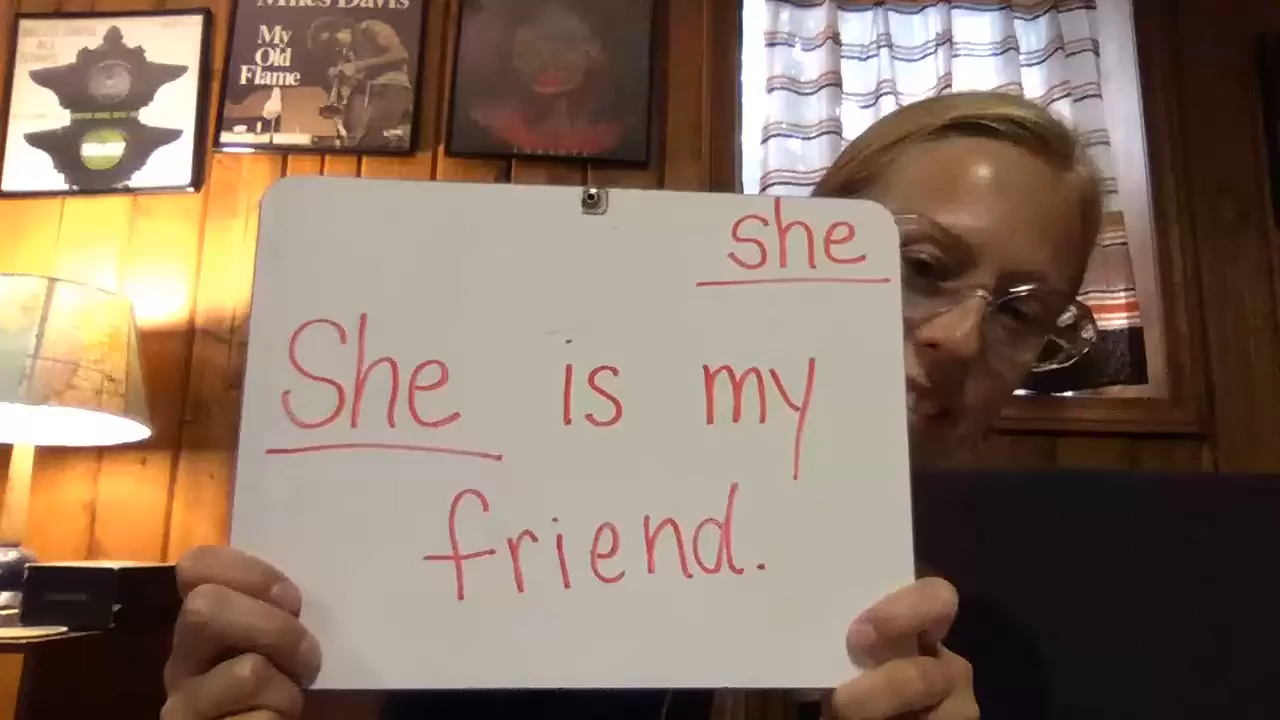 Miles Davis
My
Old
Flame
she
She is my
friend.